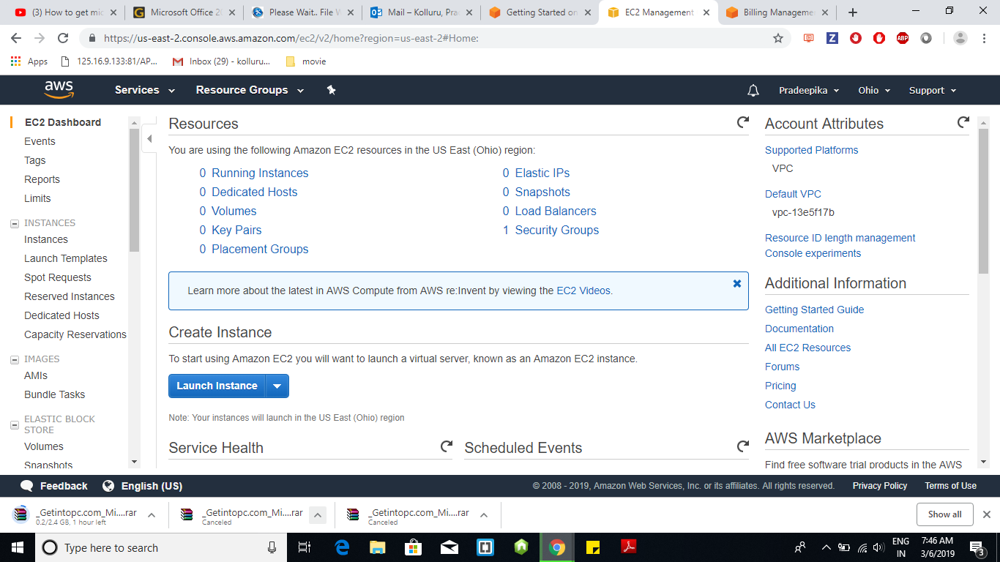 (3) How to get mic
Microsoft Office 20
Please Wait.. File W
Mail – Kolluru, Pra
Getting Started on
EC2 Management
Billing Manageme
https://us-east-2.console.aws.amazon.com/ec2/v2/home?region=us-east-2#Home:
Apps
125.16.9.133:81/AP...
Inbox (29) - kolluru...
movie
aws
Services
Resource Groups
Pradeepika
Ohio
Support
EC2 Dashboard
Events
Tags
Reports
Limits
INSTANCES
Instances
Launch Templates
Spot Requests
Reserved Instances
Dedicated Hosts
Capacity Reservations
IMAGES
AMIs
Bundle Tasks
ELASTIC BLOCK
STORE
Volumes
Snapshots
Resources
You are using the following Amazon EC2 resources in the US East (Ohio) region:
0 Running Instances
0 Elastic IPs
0 Dedicated Hosts
0 Snapshots
0 Volumes
0 Load Balancers
0 Key Pairs
1 Security Groups
0 Placement Groups
Learn more about the latest in AWS Compute from AWS re:Invent by viewing the EC2 Videos.
Create Instance
To start using Amazon EC2 you will want to launch a virtual server, known as an Amazon EC2 instance.
Launch Instance
Note: Your instances will launch in the US East (Ohio) region
Service Health
Scheduled Events
Account Attributes
Supported Platforms
VPC
Default VPC
vpc-13e5f17b
Resource ID length management
Console experiments
Additional Information
Getting Started Guide
Documentation
All EC2 Resources
Forums
Pricing
Contact Us
AWS Marketplace
Find free software trial products in the AWS
Feedback
English (US)
© 2008 - 2019, Amazon Web Services, Inc. or its affiliates. All rights reserved.
Privacy Policy
Terms of Use
_Getintopc.com_Mi....rar
0.2/2.4 GB, 1 hour left
_Getintopc.com_Mi....rar
Canceled
_Getintopc.com_Mi....rar
Canceled
Show all
Type here to search
ENG
IN
7:46 AM
3/6/2019
3
ABP
Z